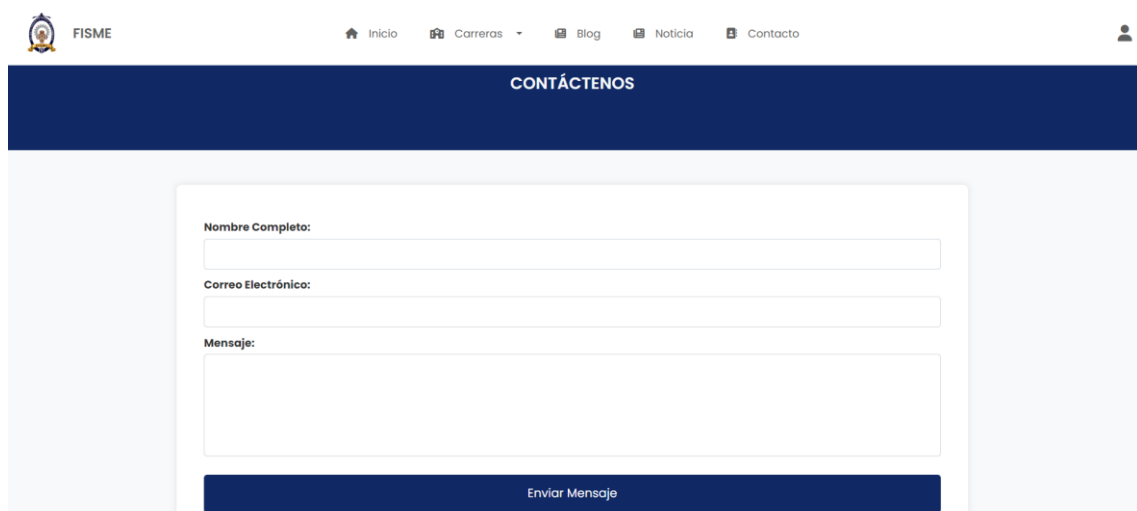 FISME Inicio Carreras Blog Noticia Contacto
CONTÁCTENOS
Nombre Completo:
Correo Electrónico:
Mensaje:
Enviar Mensaje